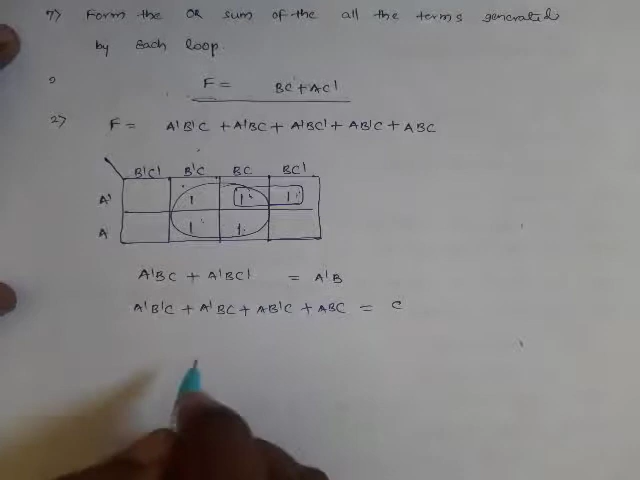 7) Form the OR sum of the all the terms generated
by each loop.
F = BC + AC'
2) F = A'B'C + A'BC + A'BC' + AB'C + ABC
B'C' B'C BC BC'
A' 1 1 1
A 1 1
A'BC + A'BC' = A'B
A'B'C + A'BC + AB'C + ABC = C